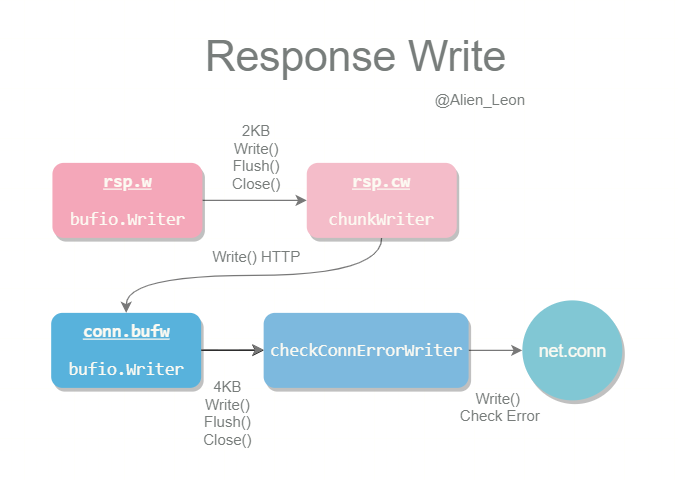 Response Write
@Alien_Leon
2KB
Write()
Flush()
Close()
rsp.w
bufio.Writer
rsp.cw
chunkWriter
Write() HTTP
conn.bufw
bufio.Writer
4KB
Write()
Flush()
Close()
checkConnErrorWriter
Write()
Check Error
net.conn